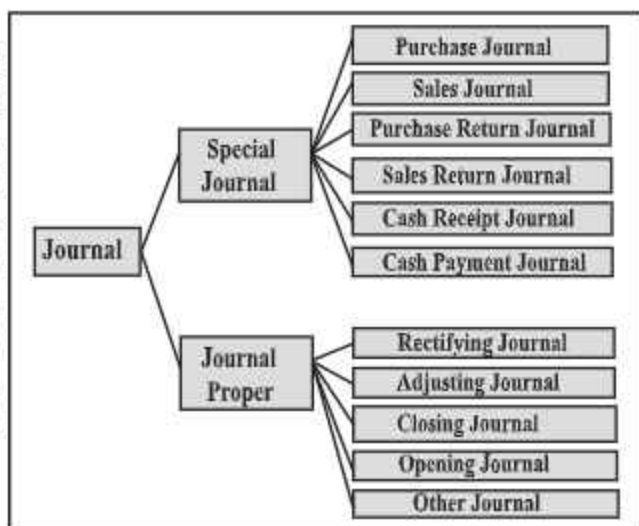 Journal
Special
Journal
Purchase Journal
Sales Journal
Purchase Return Journal
Sales Return Journal
Cash Receipt Journal
Cash Payment Journal
Journal
Proper
Rectifying Journal
Adjusting Journal
Closing Journal
Opening Journal
Other Journal